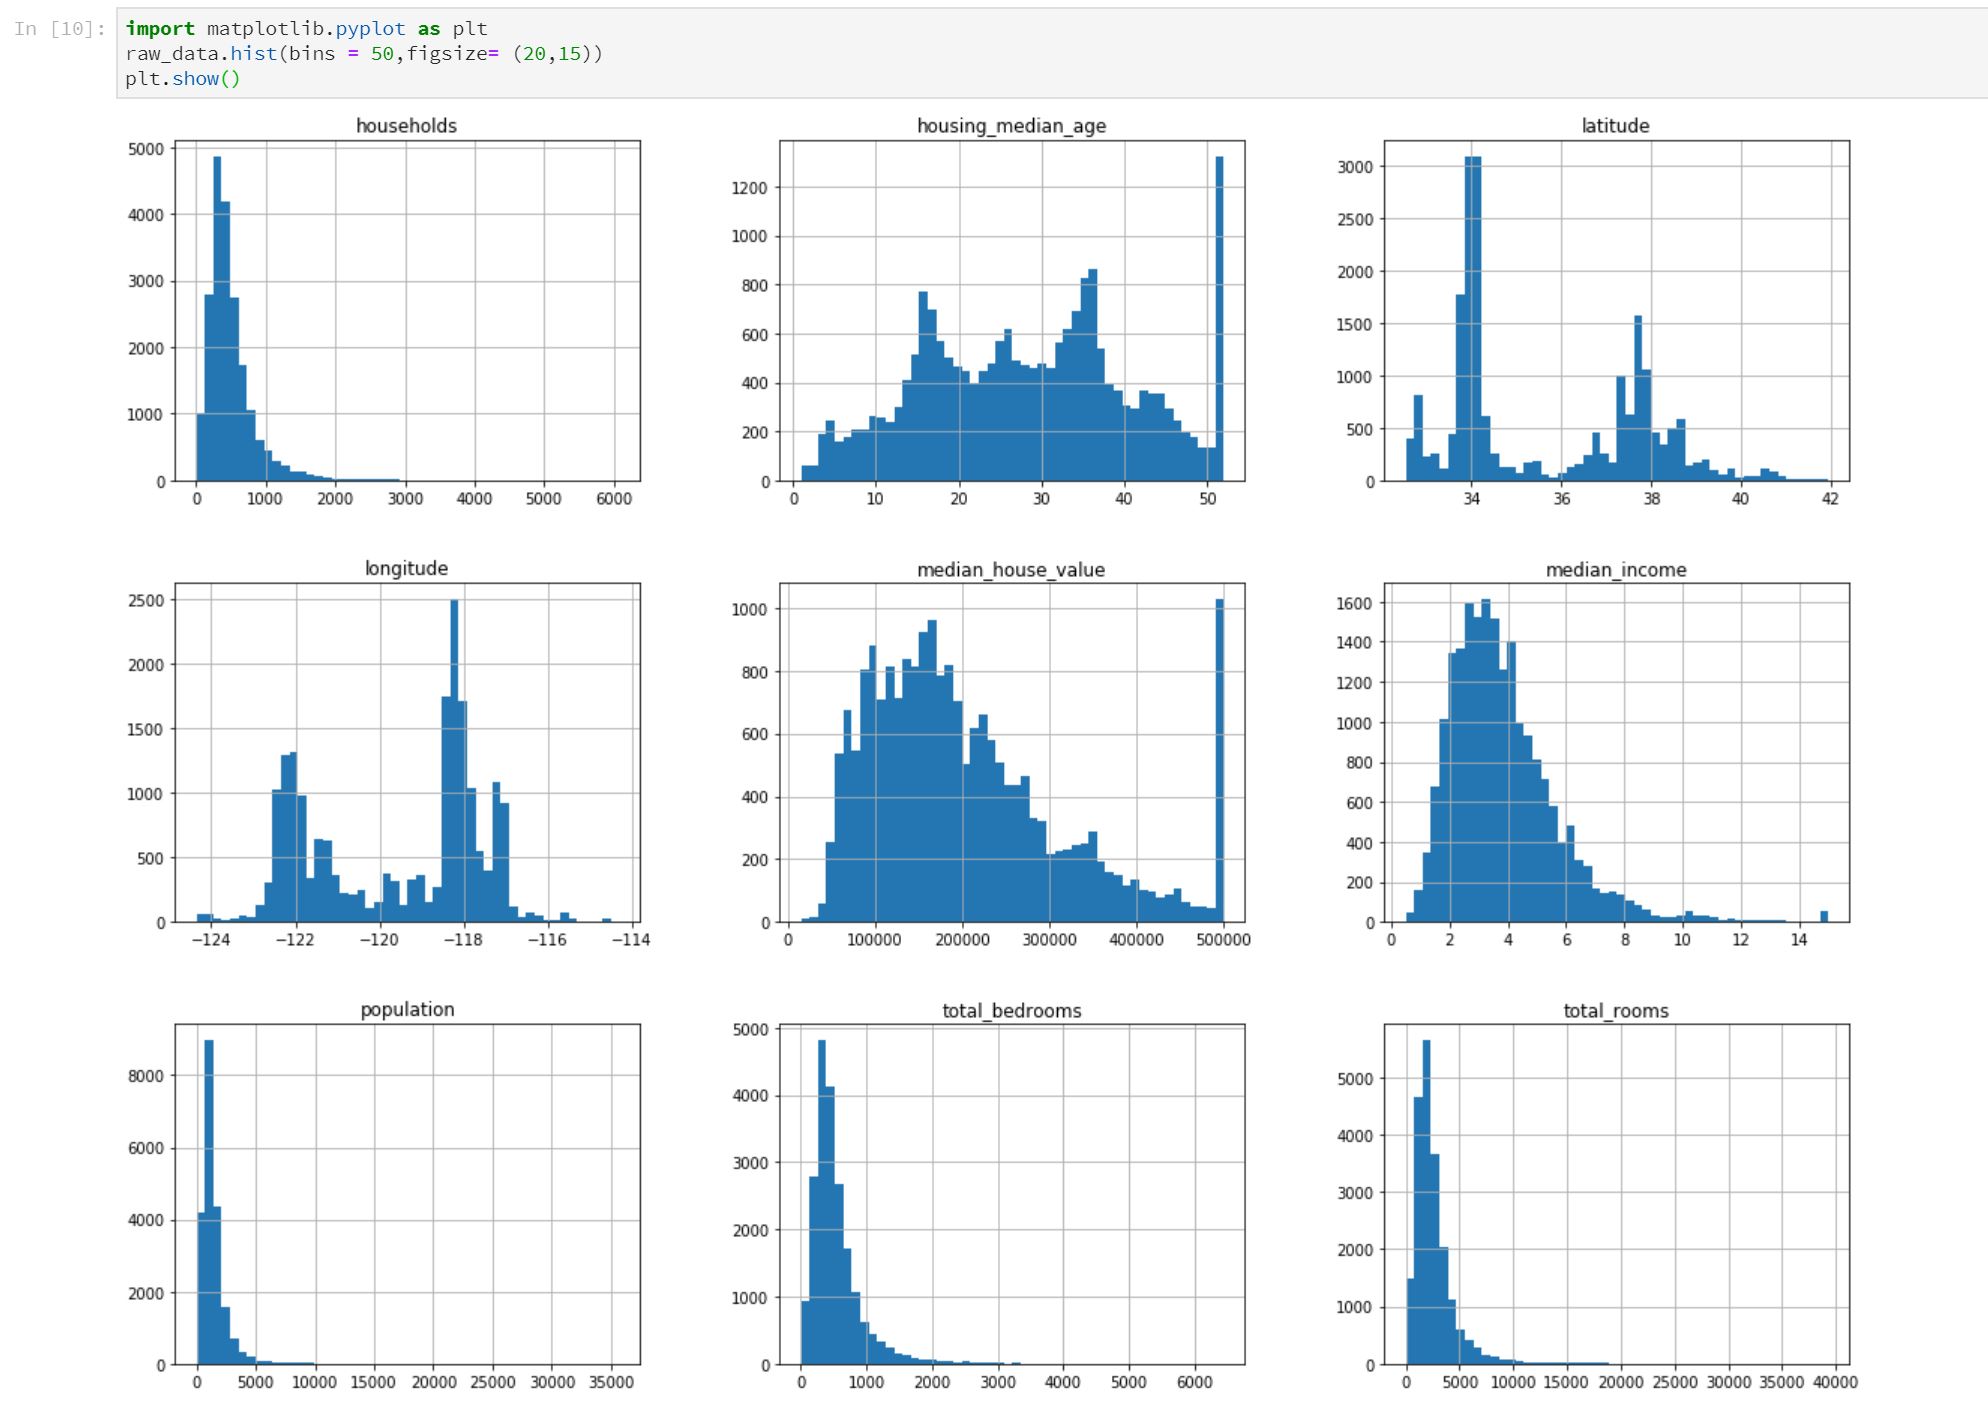 In [10]:
import matplotlib.pyplot as plt
raw_data.hist(bins = 50,figsize= (20,15))
plt.show()
households
5000
4000
3000
2000
1000
0
0 1000 2000 3000 4000 5000 6000
housing_median_age
1200
1000
800
600
400
200
0
0 10 20 30 40 50
latitude
3000
2500
2000
1500
1000
500
0
34 36 38 40 42
longitude
2500
2000
1500
1000
500
0
−124 −122 −120 −118 −116 −114
median_house_value
1000
800
600
400
200
0
0 100000 200000 300000 400000 500000
median_income
1600
1400
1200
1000
800
600
400
200
0
0 2 4 6 8 10 12 14
population
8000
6000
4000
2000
0
0 5000 10000 15000 20000 25000 30000 35000
total_bedrooms
5000
4000
3000
2000
1000
0
0 1000 2000 3000 4000 5000 6000
total_rooms
5000
4000
3000
2000
1000
0
0 5000 10000 15000 20000 25000 30000 35000 40000